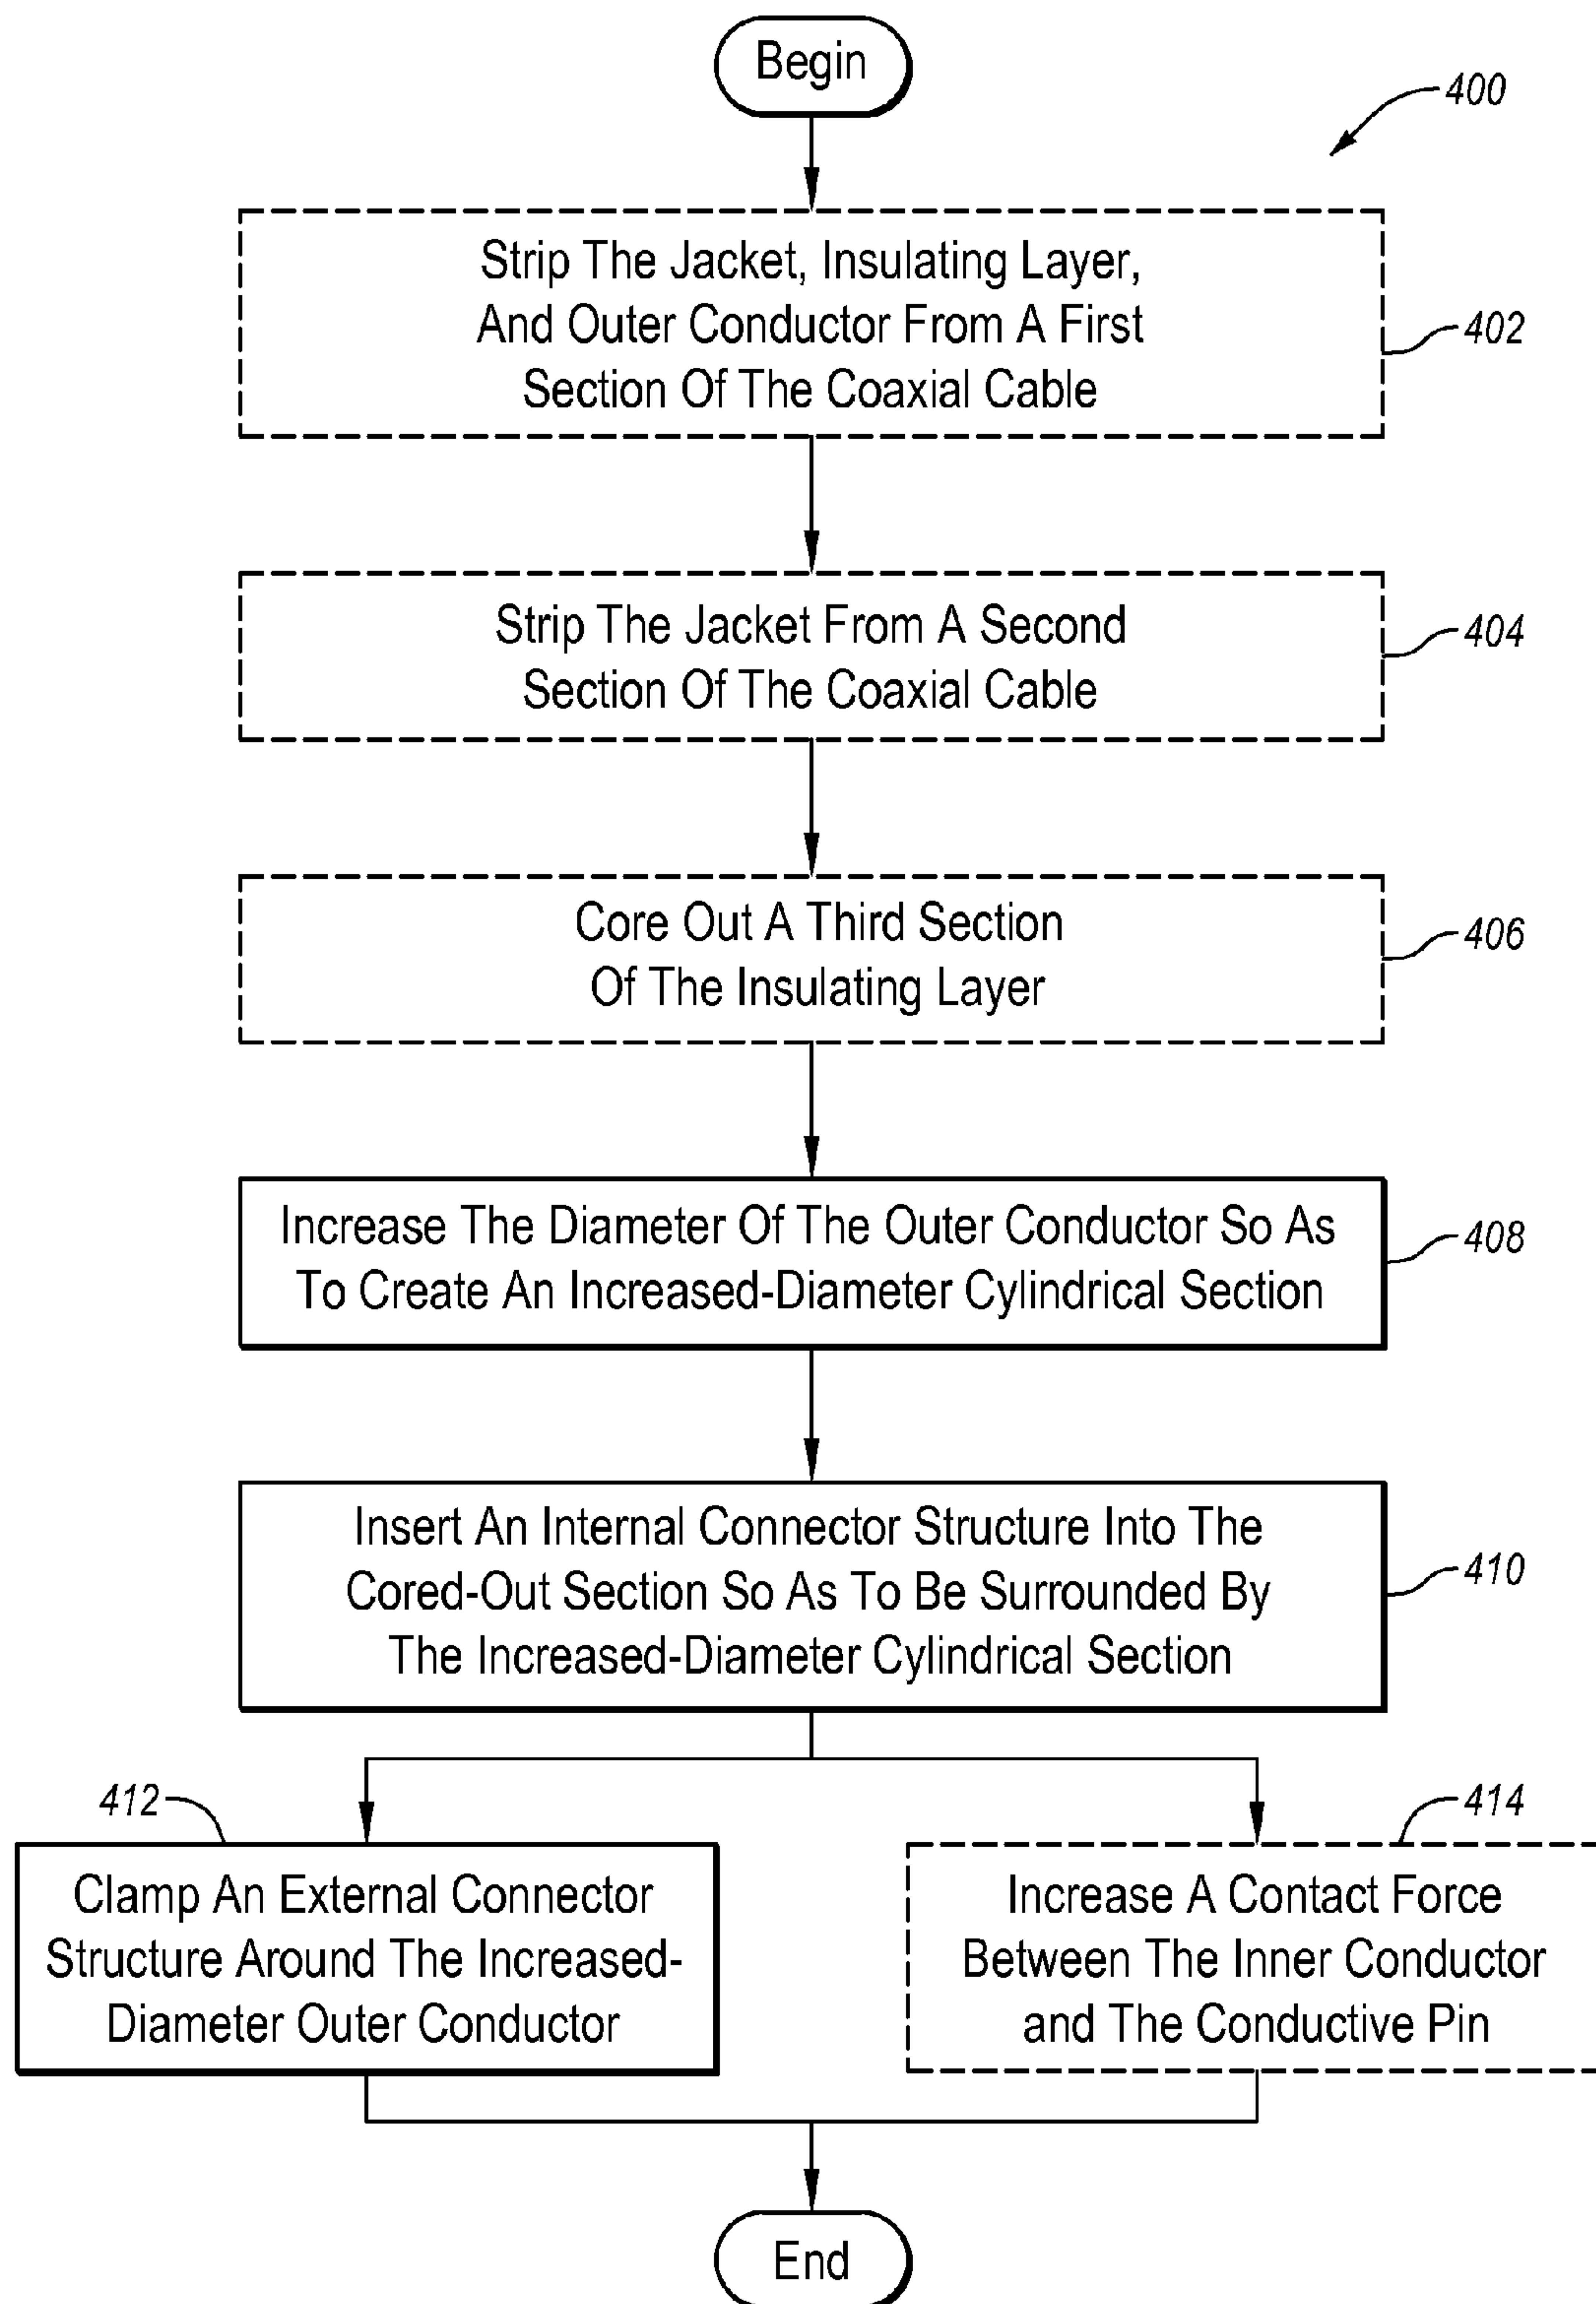 Begin
400
Strip The Jacket, Insulating Layer,
And Outer Conductor From A First
Section Of The Coaxial Cable
402
Strip The Jacket From A Second
Section Of The Coaxial Cable
404
Core Out A Third Section
Of The Insulating Layer
406
Increase The Diameter Of The Outer Conductor So As
To Create An Increased-Diameter Cylindrical Section
408
Insert An Internal Connector Structure Into The
Cored-Out Section So As To Be Surrounded By
The Increased-Diameter Cylindrical Section
410
412
Clamp An External Connector
Structure Around The Increased-
Diameter Outer Conductor
414
Increase A Contact Force
Between The Inner Conductor
and The Conductive Pin
End